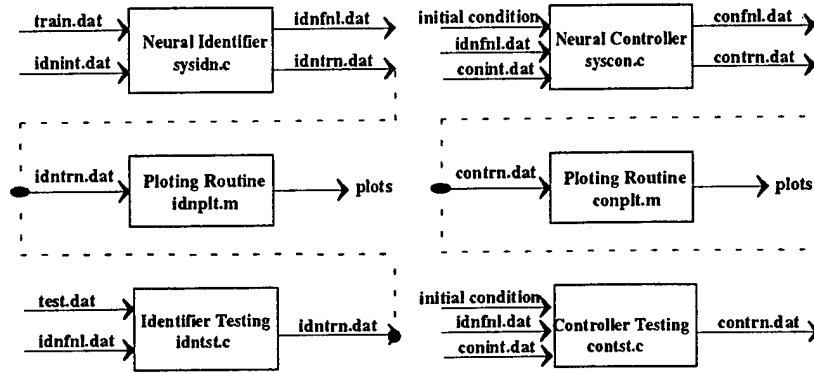 train.dat
idnint.dat
Neural Identifier
sysidn.c
idnfnl.dat
idntrn.dat
initial condition
idnfnl.dat
conint.dat
Neural Controller
syscon.c
confnl.dat
contrn.dat
idntrn.dat
Ploting Routine
idnplt.m
plots
contrn.dat
Ploting Routine
conplt.m
plots
test.dat
idnfnl.dat
Identifier Testing
idntst.c
idntrn.dat
initial condition
idnfnl.dat
conint.dat
Controller Testing
contst.c
contrn.dat